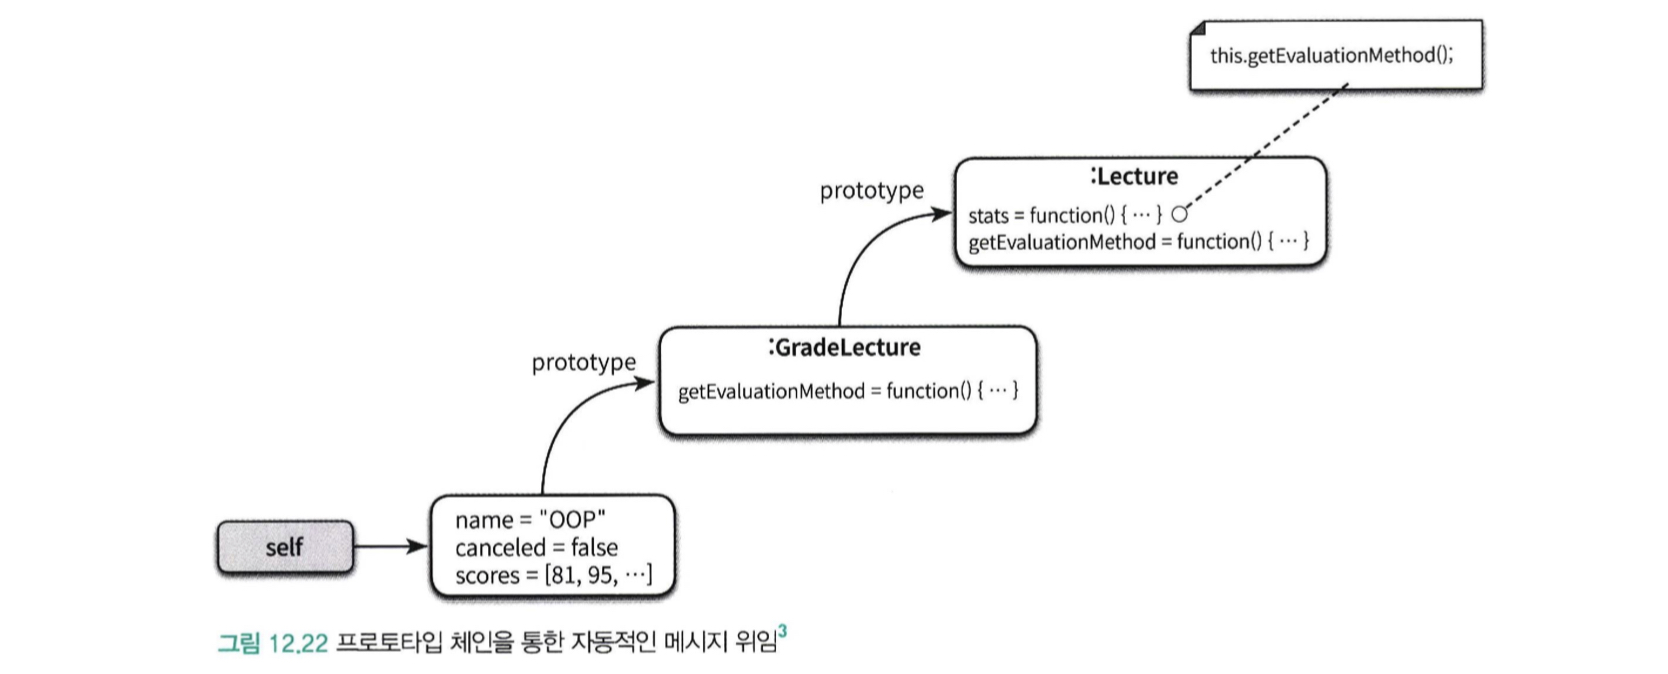 this.getEvaluationMethod();
prototype
:Lecture
stats = function() { ··· }
getEvaluationMethod = function() { ··· }
prototype
:GradeLecture
getEvaluationMethod = function() { ··· }
self
name = "OOP"
canceled = false
scores = [81, 95, ···]
그림 12.22 프로토타입 체인을 통한 자동적인 메시지 위임3